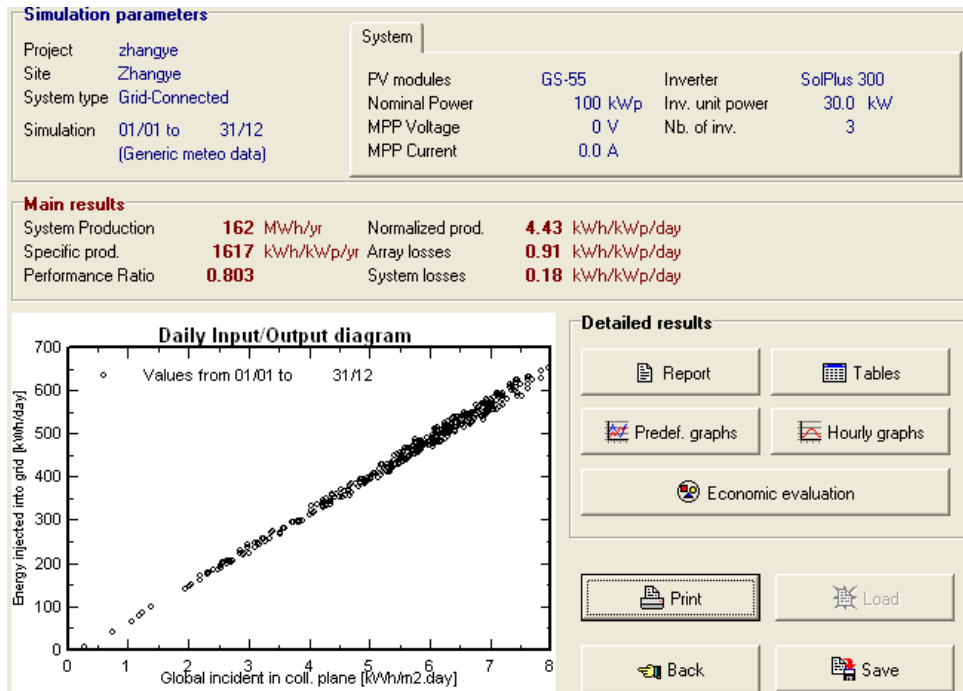 Simulation parameters
Project zhangye
Site Zhangye
System type Grid-Connected
Simulation 01/01 to 31/12
(Generic meteo data)
System
PV modules GS-55 Inverter SolPlus 300
Nominal Power 100 kWp Inv. unit power 30.0 kW
MPP Voltage 0 V Nb. of inv. 3
MPP Current 0.0 A
Main results
System Production 162 MWh/yr Normalized prod. 4.43 kWh/kWp/day
Specific prod. 1617 kWh/kWp/yr Array losses 0.91 kWh/kWp/day
Performance Ratio 0.803 System losses 0.18 kWh/kWp/day
Daily Input/Output diagram
Values from 01/01 to 31/12
Energy injected into grid [kWh/day]
700
600
500
400
300
200
100
0
0 1 2 3 4 5 6 7 8
Global incident in coll. plane [kWh/m2.day]
Detailed results
Report Tables
Predef. graphs Hourly graphs
Economic evaluation
Print Load
Back Save